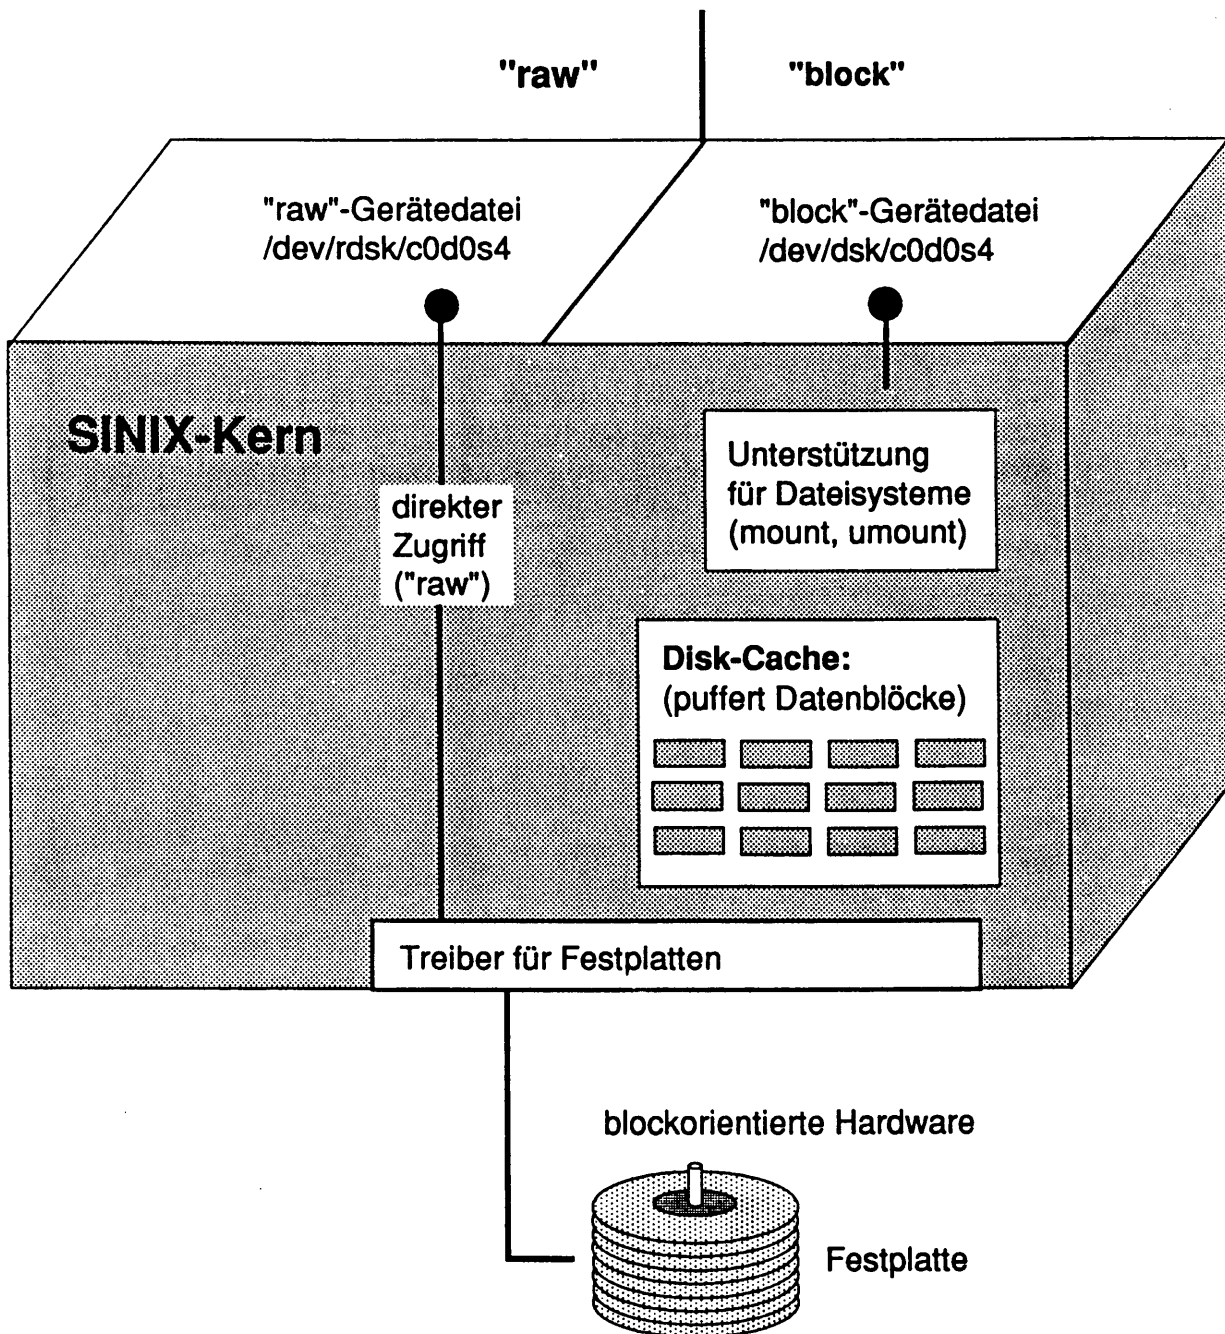 "raw"
"block"
"raw"-Gerätedatei
/dev/rdsk/c0d0s4
"block"-Gerätedatei
/dev/dsk/c0d0s4
SINIX-Kern
direkter
Zugriff
("raw")
Unterstützung
für Dateisysteme
(mount, umount)
Disk-Cache:
(puffert Datenblöcke)
Treiber für Festplatten
blockorientierte Hardware
Festplatte